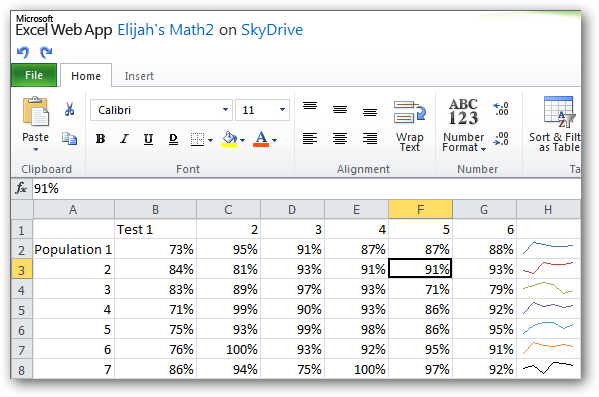 Microsoft
Excel Web App Elijah's Math2 on SkyDrive
File Home Insert
Calibri 11 ABC
Paste B I U D A Wrap Text 123 Number Format .00 .0 .0 .00 Sort & Filt as Table
Clipboard Font Alignment Number Ta
fx 91%
A B C D E F G H
1 Test 1 2 3 4 5 6
2 Population 1 73% 95% 91% 87% 87% 88%
3 2 84% 81% 93% 91% 91% 93%
4 3 83% 89% 97% 93% 71% 79%
5 4 71% 99% 90% 93% 86% 92%
6 5 75% 93% 99% 98% 86% 95%
7 6 76% 100% 93% 92% 95% 91%
8 7 86% 94% 75% 100% 97% 92%